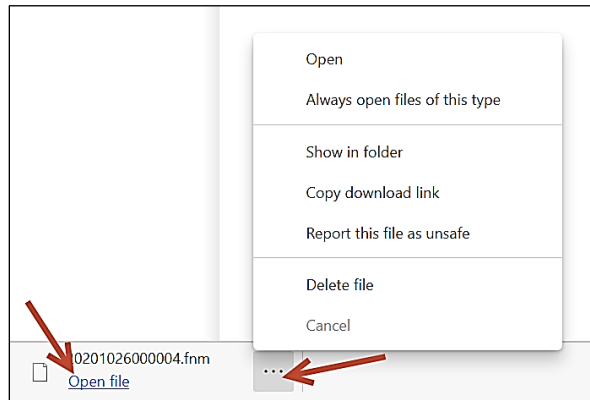 Open
Always open files of this type
Show in folder
Copy download link
Report this file as unsafe
Delete file
Cancel
20201026000004.fnm
Open file
...